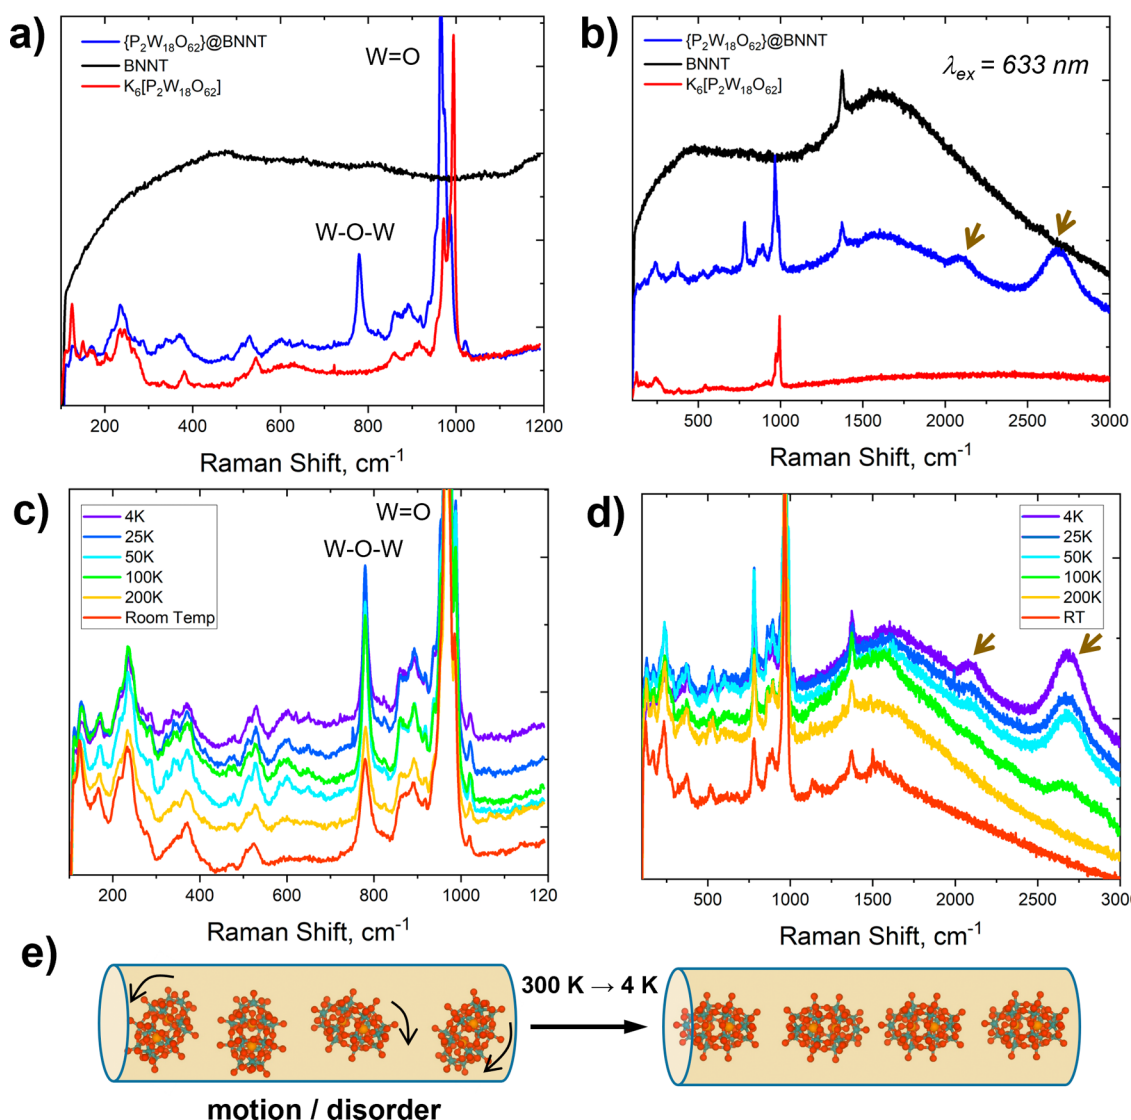 a)
{P₂W₁₈O₆₂}@BNNT
BNNT
K₆[P₂W₁₈O₆₂]
W=O
W-O-W
200 400 600 800 1000 1200
Raman Shift, cm⁻¹
b)
{P₂W₁₈O₆₂}@BNNT
BNNT
K₆[P₂W₁₈O₆₂]
λex = 633 nm
500 1000 1500 2000 2500 3000
Raman Shift, cm⁻¹
c)
4K
25K
50K
100K
200K
Room Temp
W=O
W-O-W
200 400 600 800 1000 120
Raman Shift, cm⁻¹
d)
4K
25K
50K
100K
200K
RT
500 1000 1500 2000 2500 300
Raman Shift, cm⁻¹
e)
300 K → 4 K
motion / disorder